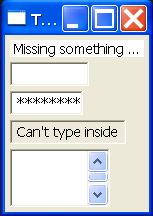 T...
Missing something ...
********
Can't type inside